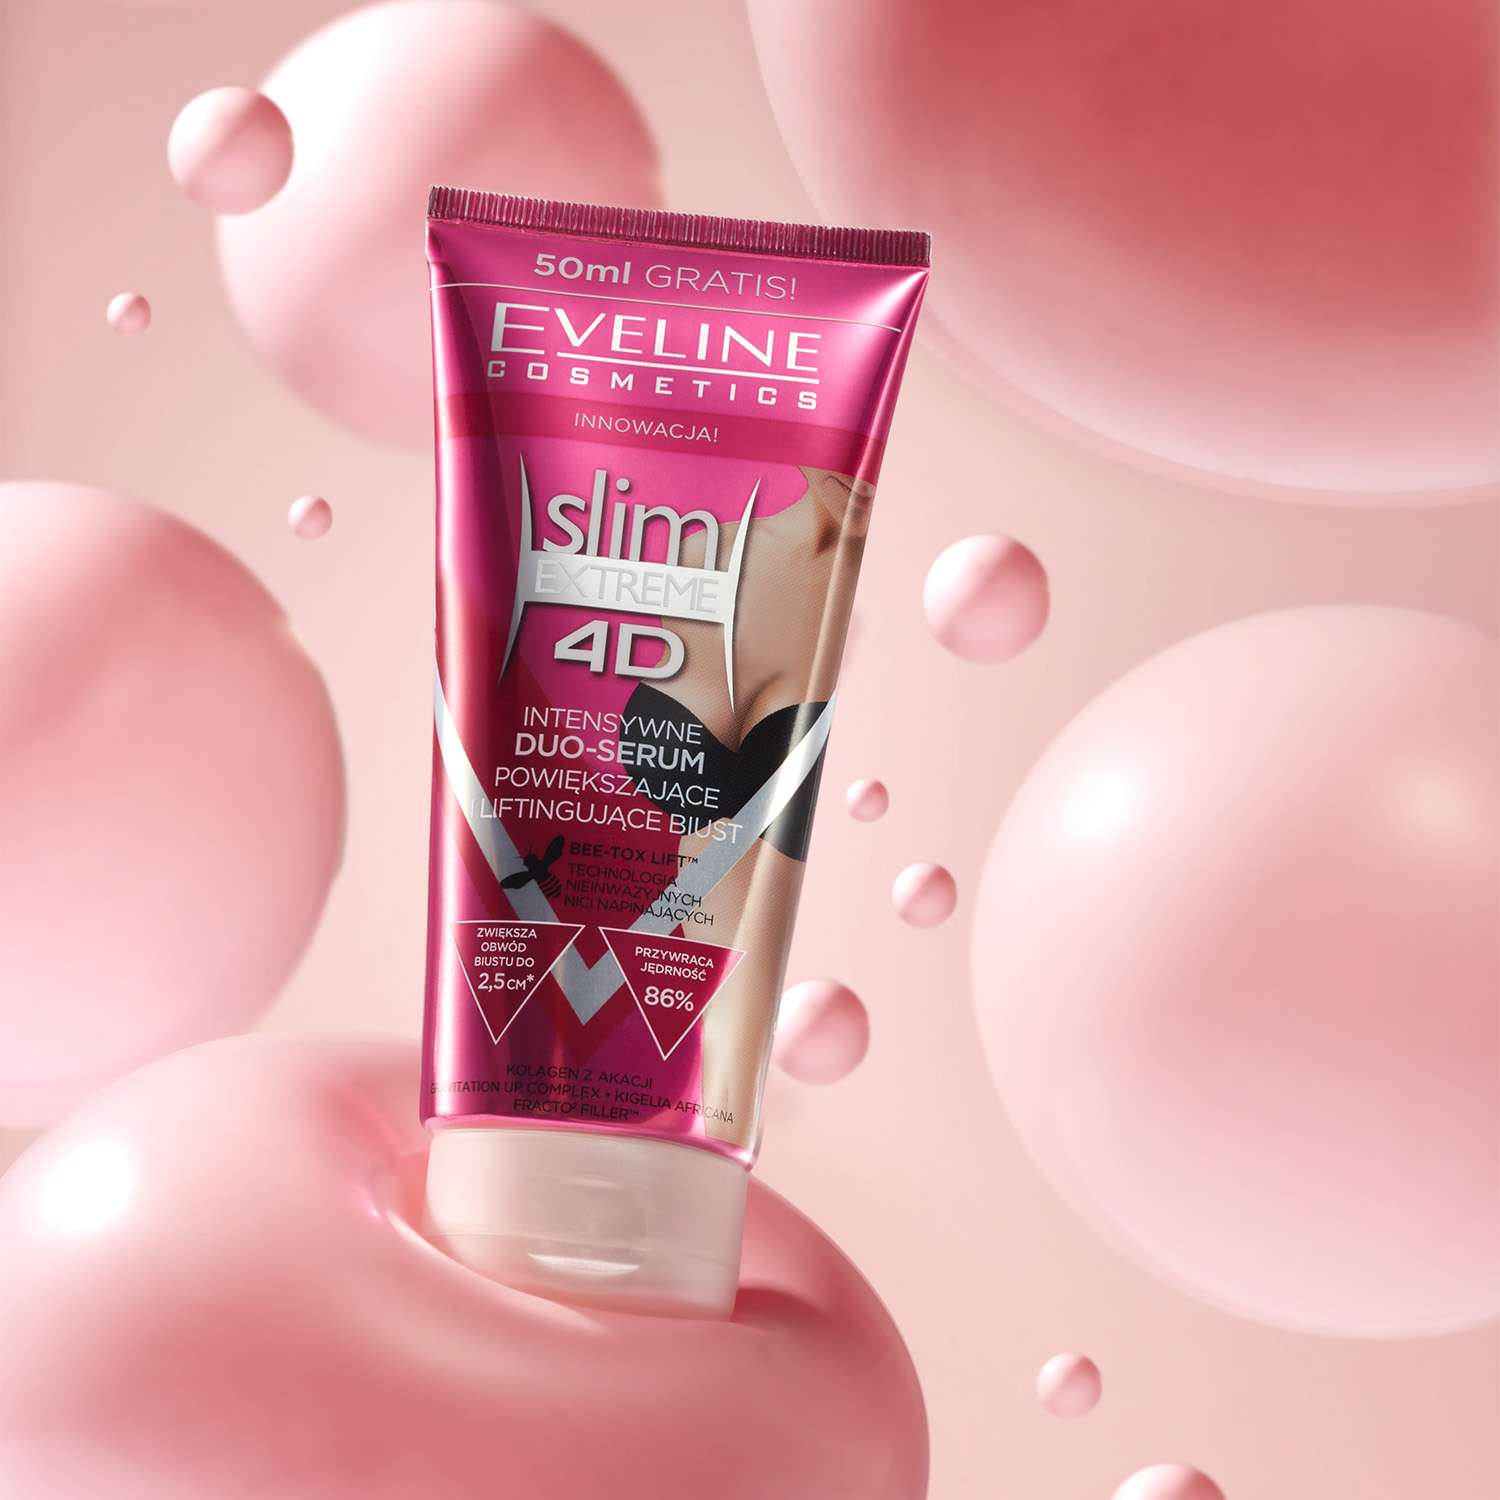 50ml GRATIS!
EVELINE
COSMETICS
INNOWACJA!
slim
EXTREME
4D
INTENSYWNE
DUO-SERUM
POWIĘKSZAJĄCE
I LIFTINGUJĄCE BIUST
BEE-TOX LIFT™
TECHNOLOGIA
NIEINWAZYJNYCH
NICI NAPINAJĄCYCH
ZWIĘKSZA
OBWÓD
BIUSTU DO
2,5 CM*
PRZYWRACA
JĘDRNOŚĆ
86%
KOLAGEN Z AKACJI
GRAVITATION UP COMPLEX • KIGELIA AFRICANA
FRACTO² FILLER™